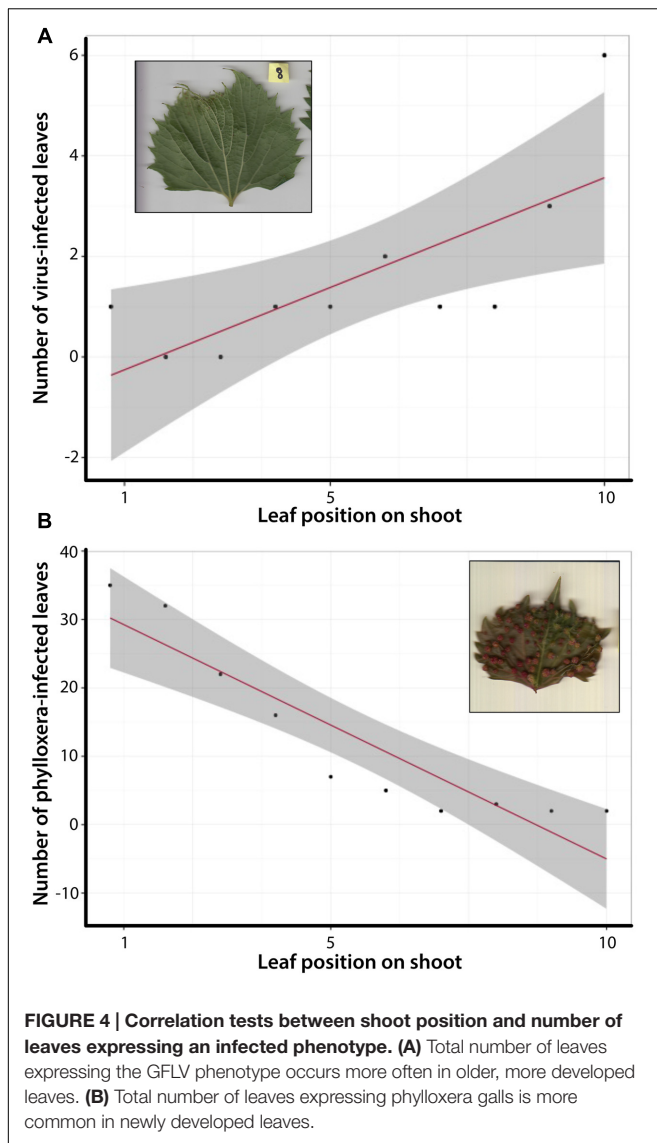 A
6
4
2
0
-2
Number of virus-infected leaves
8
1
5
10
Leaf position on shoot
B
40
30
20
10
0
-10
Number of phylloxera-infected leaves
1
5
10
Leaf position on shoot
FIGURE 4 | Correlation tests between shoot position and number of
leaves expressing an infected phenotype. (A) Total number of leaves
expressing the GFLV phenotype occurs more often in older, more developed
leaves. (B) Total number of leaves expressing phylloxera galls is more
common in newly developed leaves.